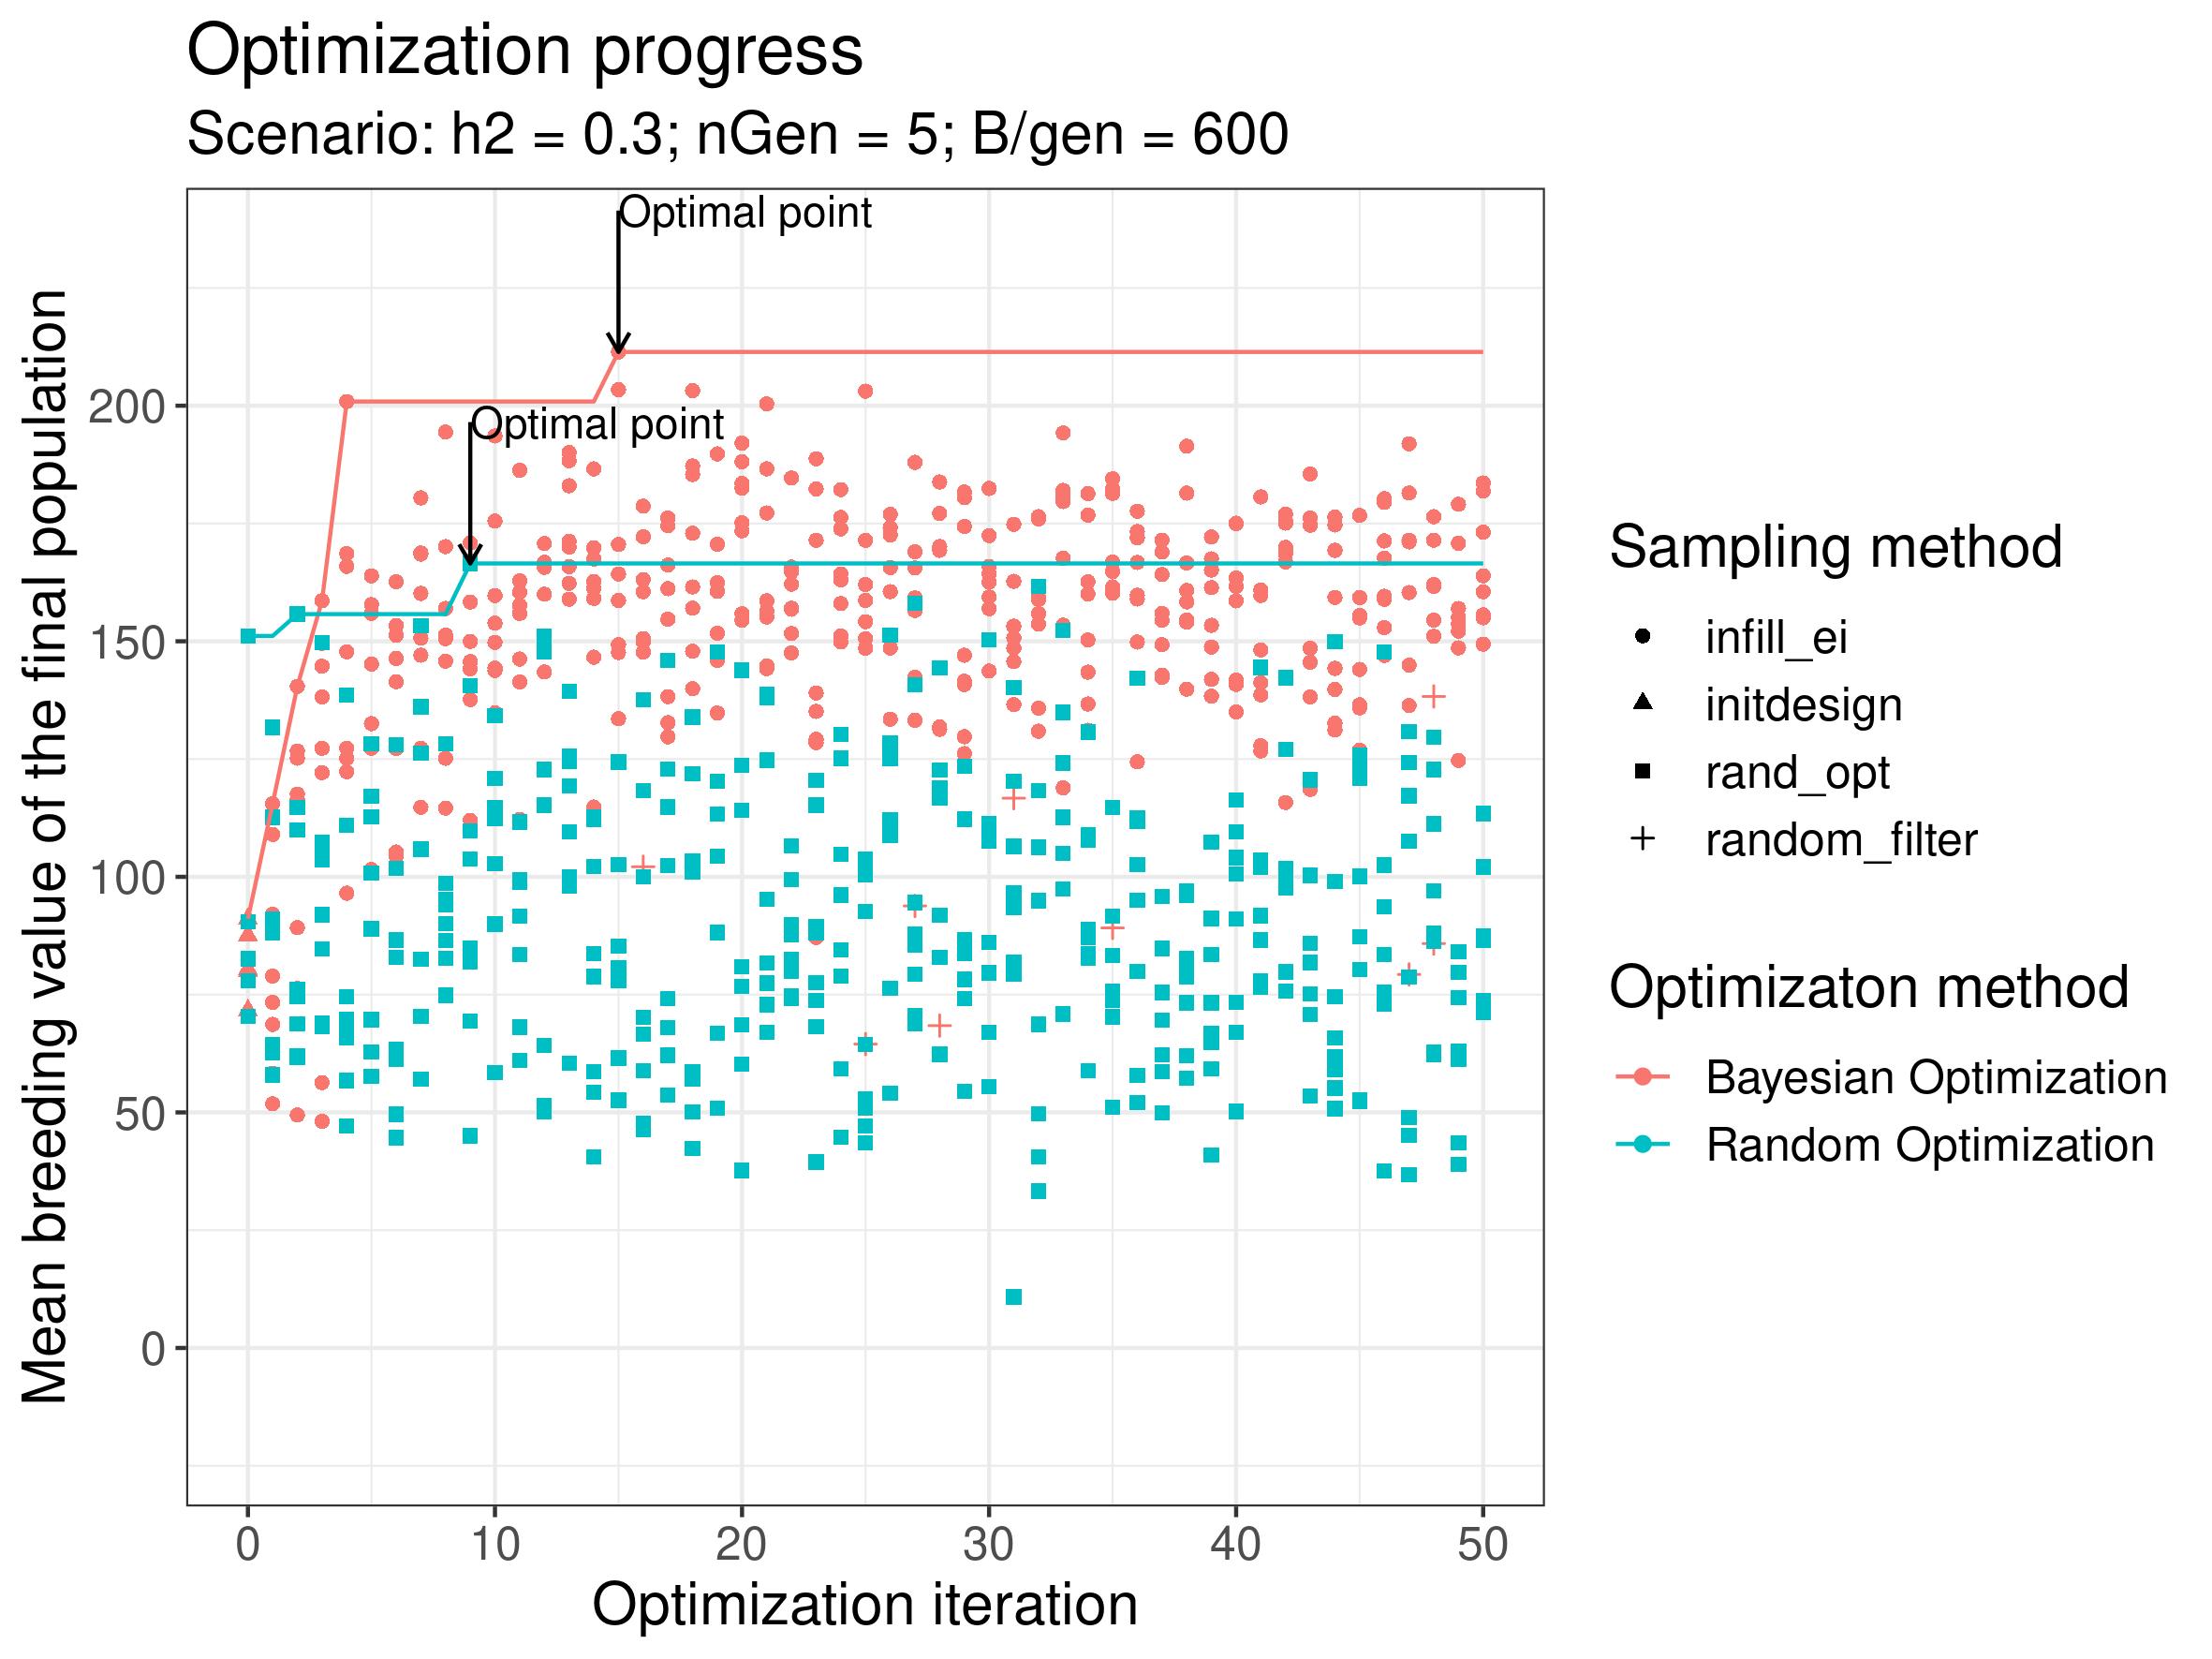 Optimization progress
Scenario: h2 = 0.3; nGen = 5; B/gen = 600
Optimal point
Optimal point
Mean breeding value of the final population
200
150
100
50
0
0 10 20 30 40 50
Optimization iteration
Sampling method
infill_ei
initdesign
rand_opt
random_filter
Optimizaton method
Bayesian Optimization
Random Optimization